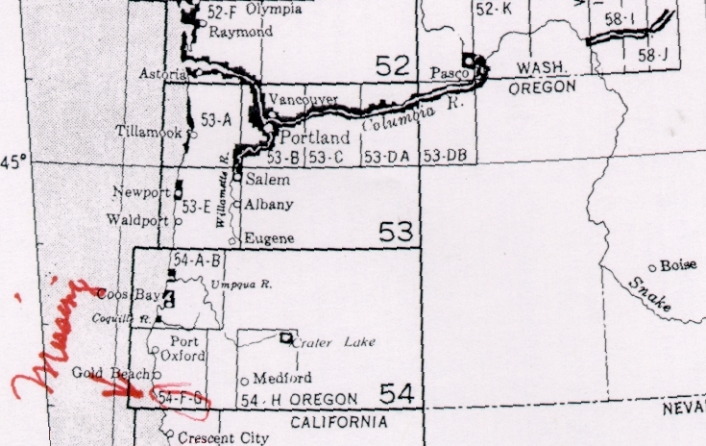 52-F
Olympia
52-K
58-I
Raymond
58-J
Astoria
52
Pasco
WASH.
OREGON
Vancouver
53-A
Columbia R.
Tillamook
Portland
45°
53-B
53-C
53-DA
53-DB
Willamette R.
Salem
Newport
53-E
Albany
Waldport
Eugene
53
54-A-B
Boise
Umpqua R.
Coos Bay
Snake
Coquille R.
Missing
Port
Oxford
Crater Lake
Gold Beach
Medford
54-F-G
54-H
OREGON
54
CALIFORNIA
NEVA
Crescent City